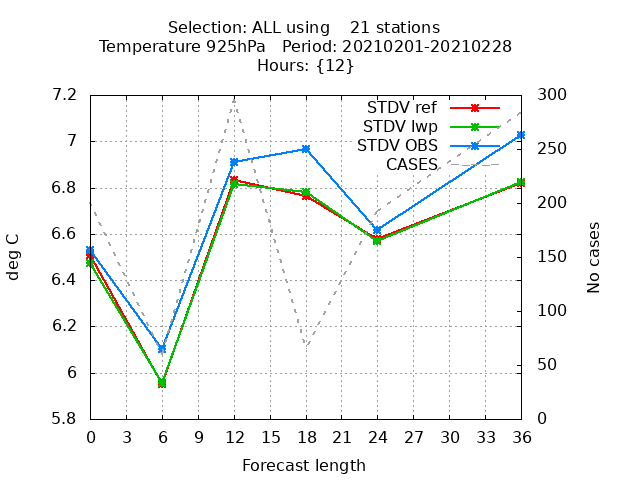 Selection: ALL using    21 stations
Temperature 925hPa   Period: 20210201-20210228
Hours: {12}
STDV ref
STDV lwp
STDV OBS
CASES
7.2
7
6.8
6.6
6.4
6.2
6
5.8
300
250
200
150
100
50
0
deg C
No cases
0 3 6 9 12 15 18 21 24 27 30 33 36
Forecast length